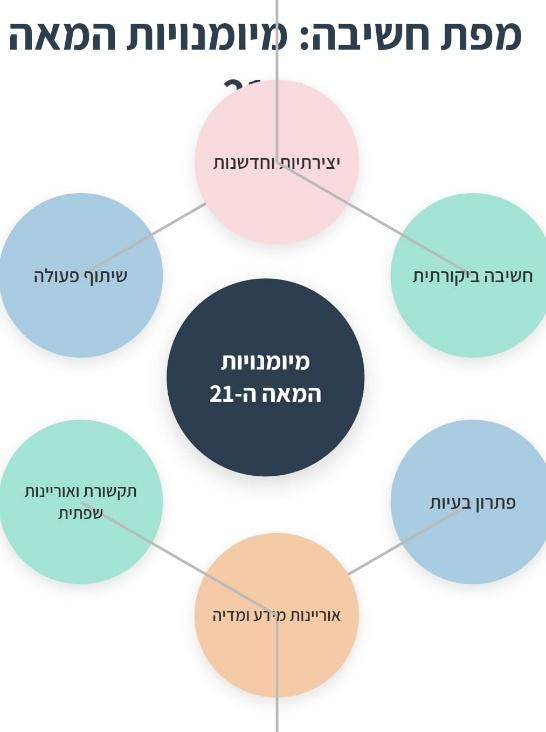 מפת חשיבה: מיומנויות המאה
יצירתיות וחדשנות
חשיבה ביקורתית
שיתוף פעולה
מיומנויות
המאה ה-21
פתרון בעיות
תקשורת ואוריינות
שפתית
אוריינות מידע ומדיה